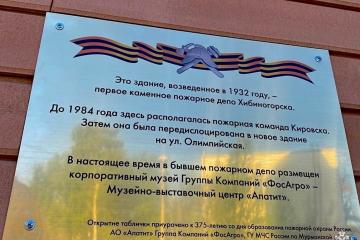 Это здание, возведенное в 1932 году, –
первое каменное пожарное депо Хибиногорска.
До 1984 года здесь располагалась пожарная команда Кировска.
Затем она была передислоцирована в новое здание
на ул. Олимпийская.
В настоящее время в бывшем пожарном депо размещен
корпоративный музей Группы Компаний «ФосАгро» –
Музейно-выставочный центр «Апатит».
Открытие таблички приурочено к 375-летию со дня образования пожарной охраны России
АО «Апатит» Группы Компаний «ФосАгро», ГУ МЧС России по Мурманской